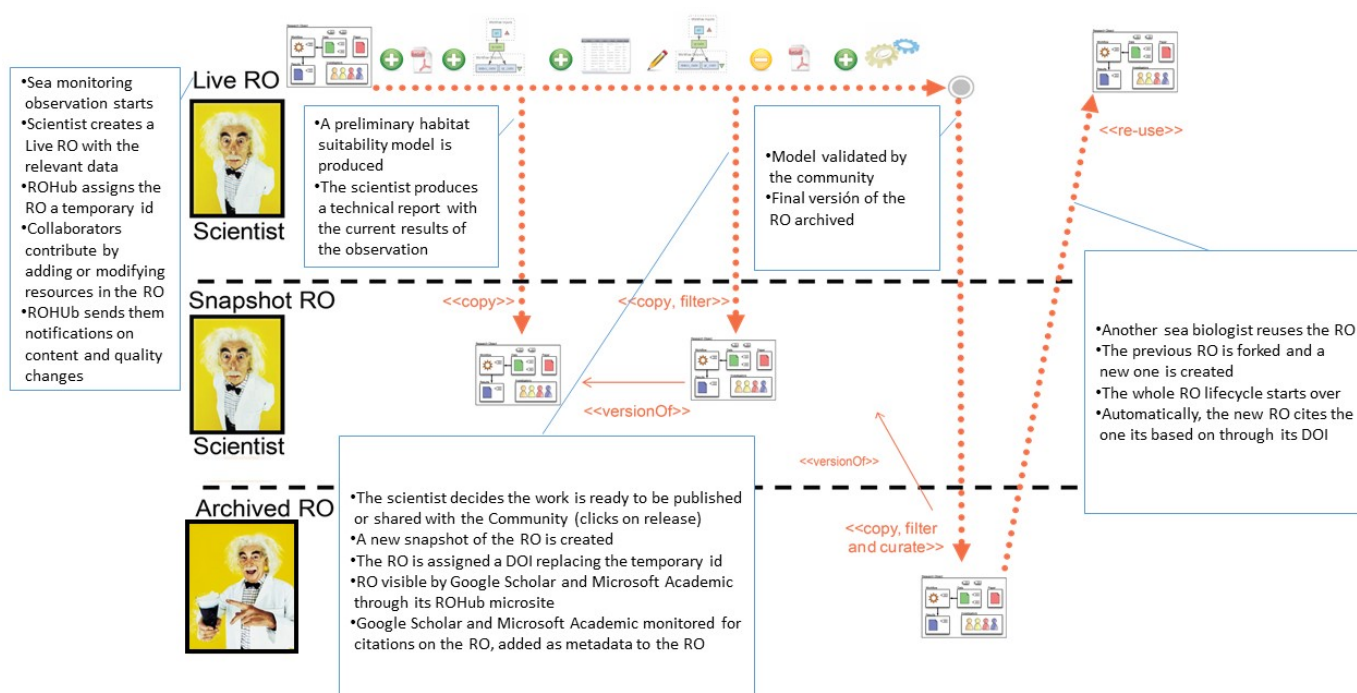 •Sea monitoring
observation starts
•Scientist creates a
Live RO with the
relevant data
•ROHub assigns the
RO a temporary id
•Collaborators
contribute by
adding or modifying
resources in the RO
•ROHUb sends them
notifications on
content and quality
changes
Live RO
Scientist
•A preliminary habitat
suitability model is
produced
•The scientist produces
a technical report with
the current results of
the observation
•Model validated by
the community
•Final versión of the
RO archived
<<re-use>>
Snapshot RO
Scientist
<<copy>>
<<copy, filter>>
<<versionOf>>
•Another sea biologist reuses the RO
•The previous RO is forked and a
new one is created
•The whole RO lifecycle starts over
•Automatically, the new RO cites the
one its based on through its DOI
<<versionOf>>
Archived RO
•The scientist decides the work is ready to be published
or shared with the Community (clicks on release)
•A new snapshot of the RO is created
•The RO is assigned a DOI replacing the temporary id
•RO visible by Google Scholar and Microsoft Academic
through its ROHub microsite
•Google Scholar and Microsoft Academic monitored for
citations on the RO, added as metadata to the RO
<<copy, filter
and curate>>